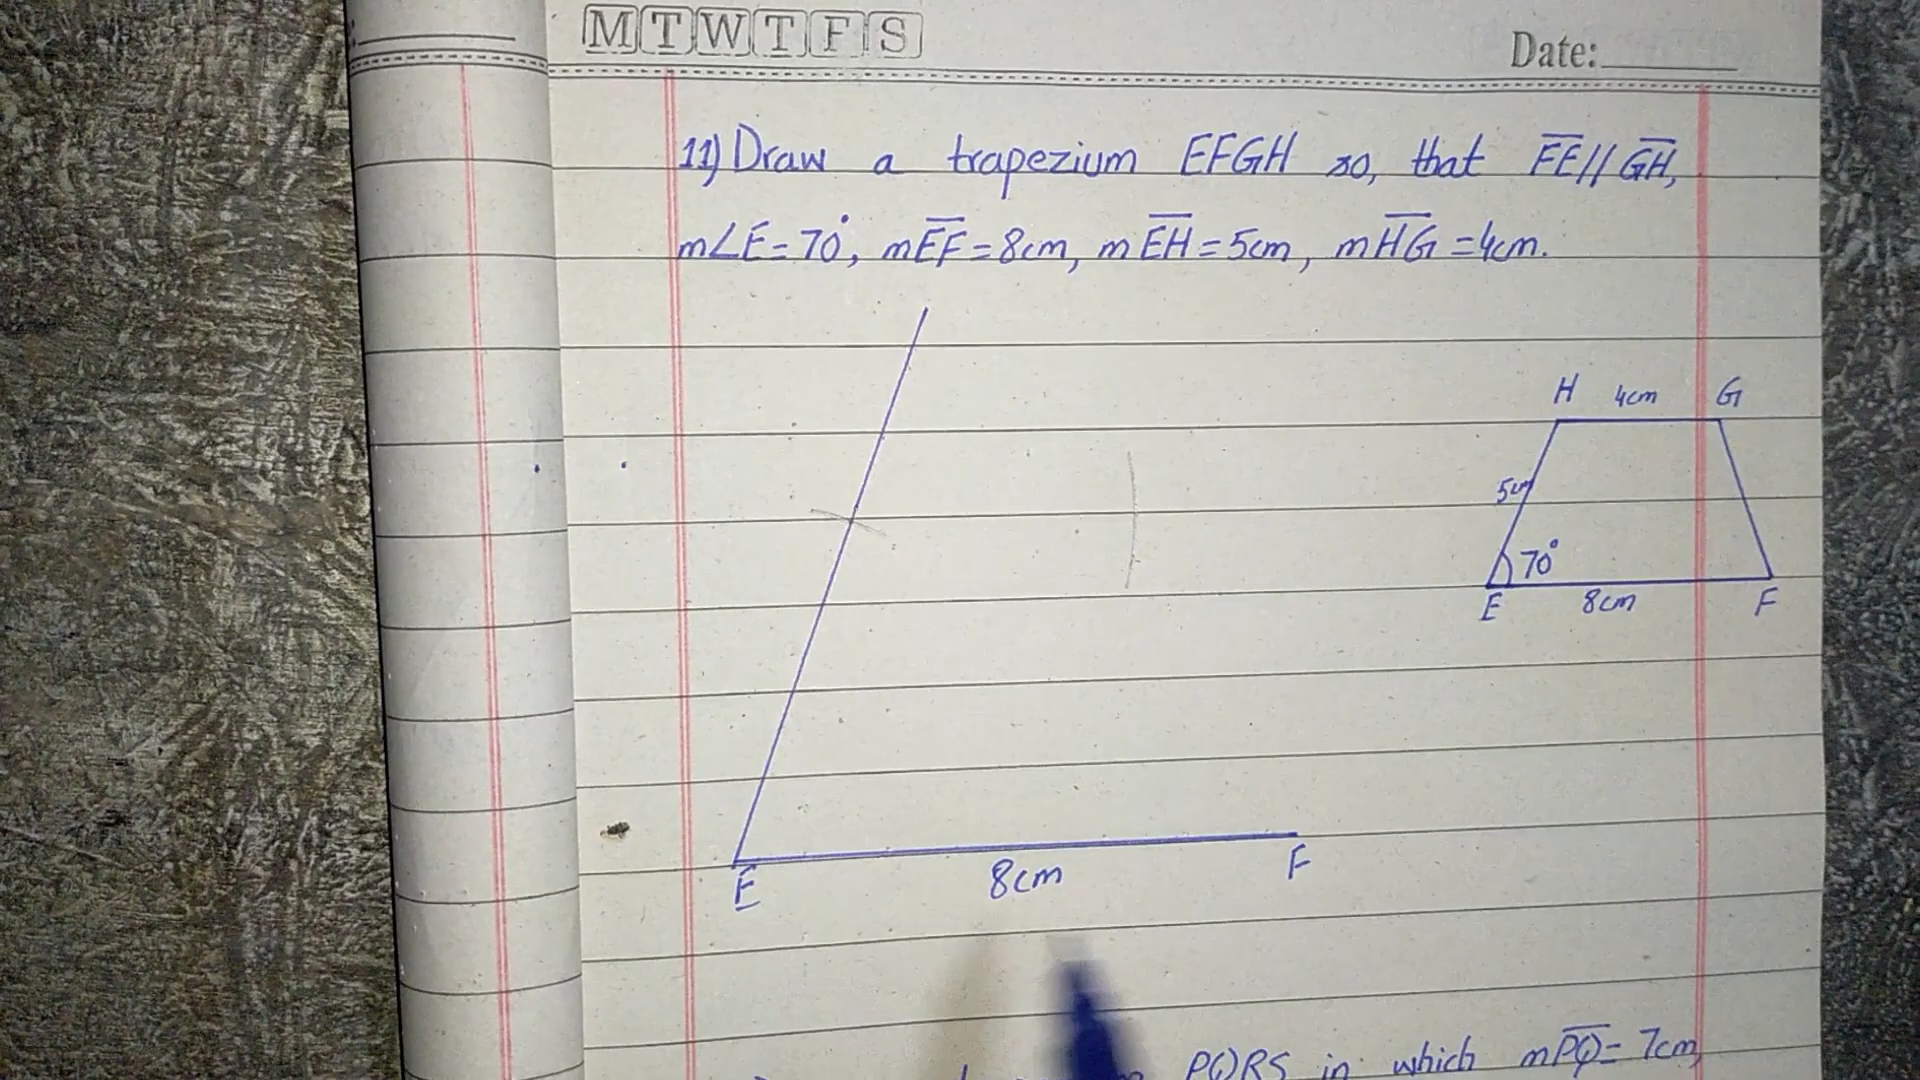 M T W T F S
Date:
11) Draw a trapezium EFGH so, that EF//GH,
m∠E=70°, mEF=8cm, mEH=5cm, mHG=4cm.
H 4cm G
5cm
70°
E 8cm F
E 8cm F
PQRS in which mPQ=7cm,